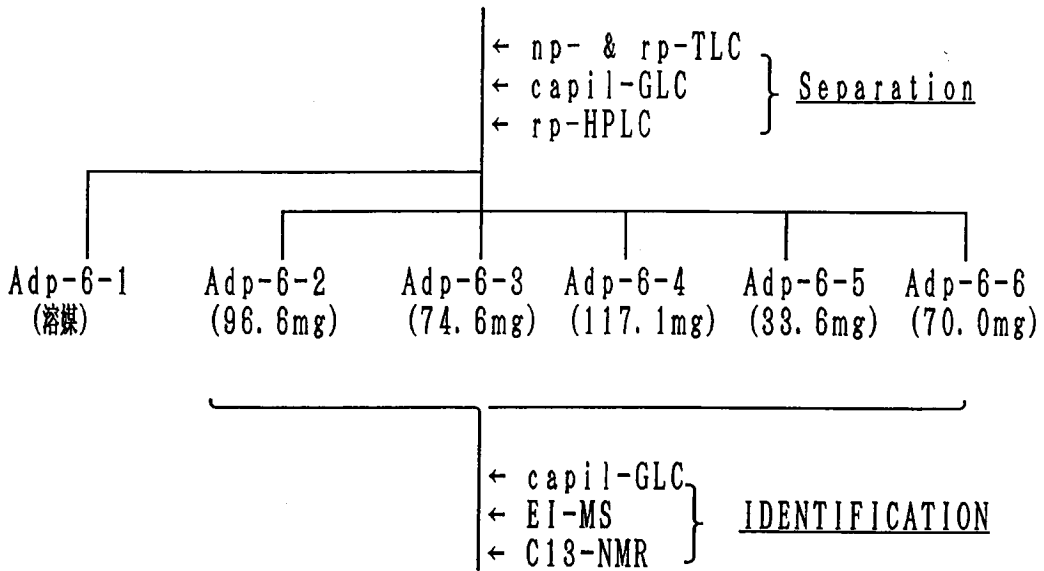 ← np- & rp-TLC
← capil-GLC
← rp-HPLC
Separation
Adp-6-1 Adp-6-2 Adp-6-3 Adp-6-4 Adp-6-5 Adp-6-6
(溶媒) (96.6mg) (74.6mg) (117.1mg) (33.6mg) (70.0mg)
← capil-GLC
← EI-MS
← C13-NMR
IDENTIFICATION